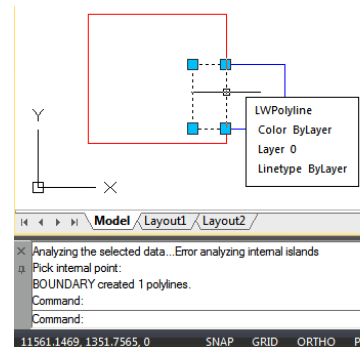 Y
X
LWPolyline
Color ByLayer
Layer 0
Linetype ByLayer
Model Layout1 Layout2
Analyzing the selected data...Error analyzing internal islands
Pick internal point:
BOUNDARY created 1 polylines.
Command:
Command:
11561.1469, 1351.7565, 0 SNAP GRID ORTHO